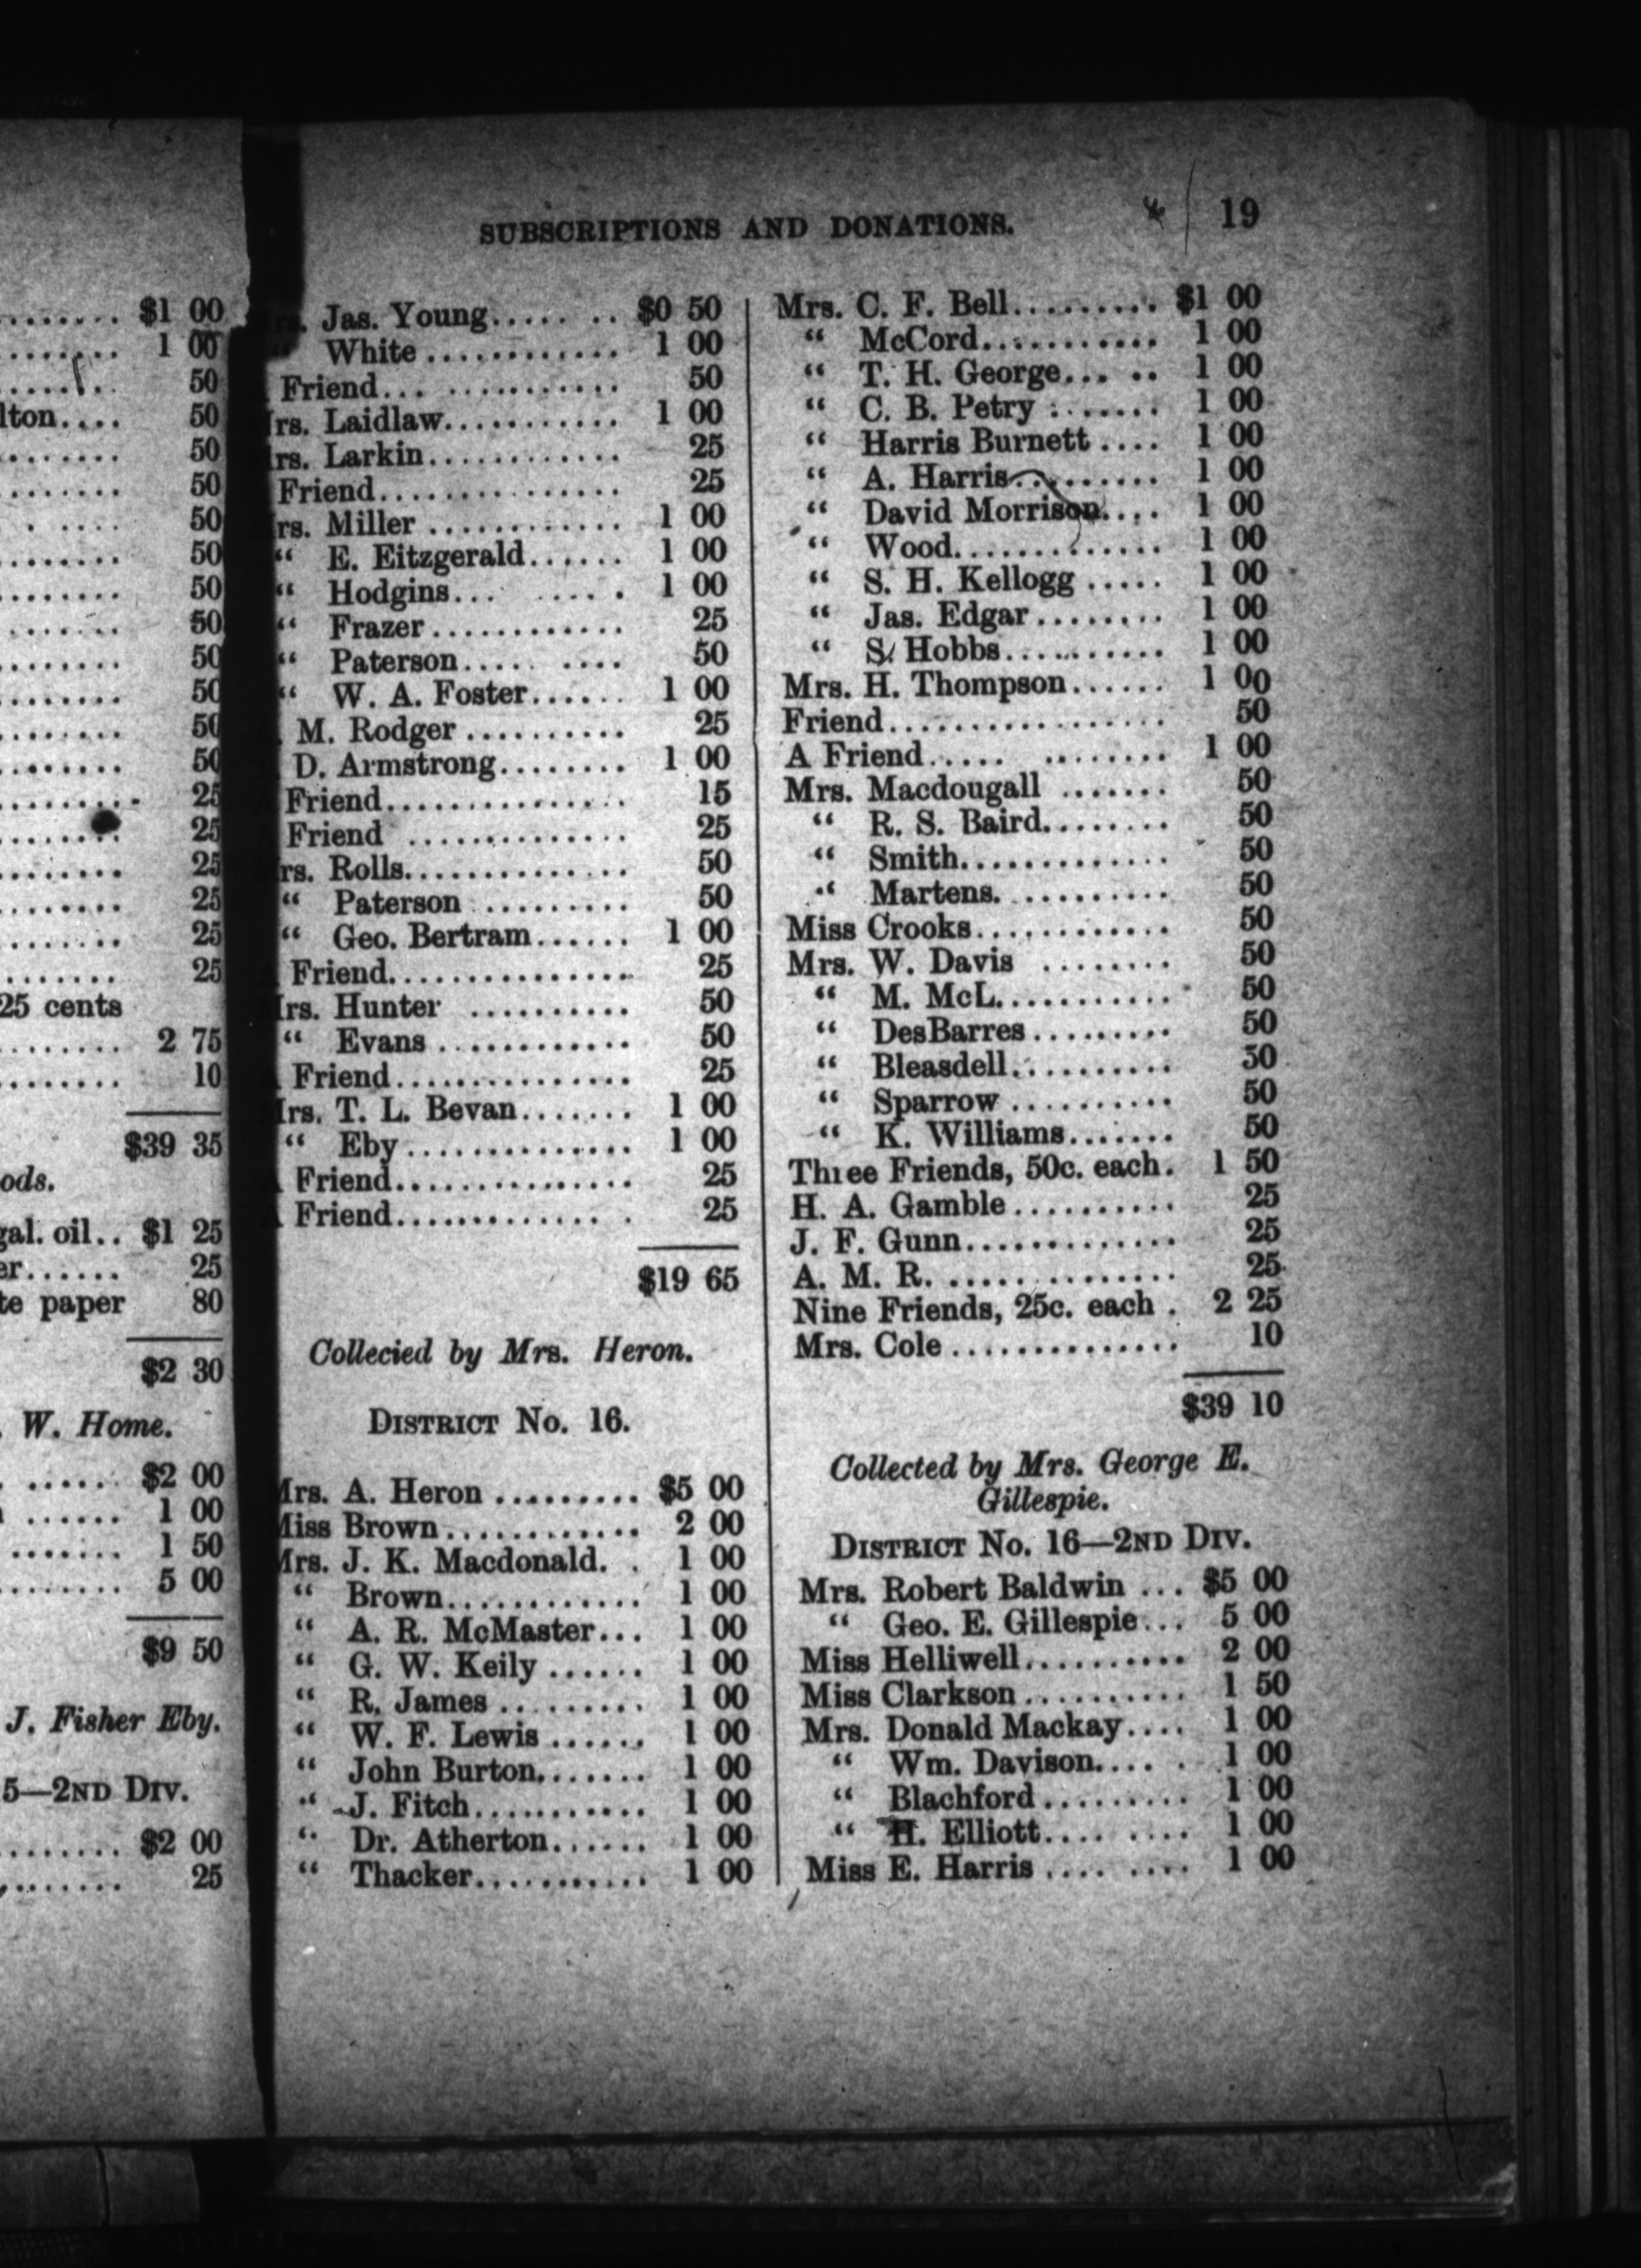 SUBSCRIPTIONS AND DONATIONS. 19
........ $1 00
........ 1 00
........ 50
lton.... 50
........ 50
........ 50
........ 50
........ 50
........ 50
........ 50
........ 50
........ 50
........ 50
........ 50
........ 25
........ 25
........ 25
........ 25
........ 25
........ 25
25 cents
........ 2 75
........ 10
$39 35
ods.
gal. oil.. $1 25
er...... 25
te paper 80
$2 30
. W. Home.
...... $2 00
...... 1 00
....... 1 50
........ 5 00
$9 50
J. Fisher Eby.
5—2ND DIV.
........ $2 00
........ 25
rs. Jas. Young....... $0 50
" White............. 1 00
Friend............... 50
rs. Laidlaw............ 1 00
rs. Larkin............. 25
Friend................ 25
rs. Miller............. 1 00
" E. Eitzgerald...... 1 00
" Hodgins........ 1 00
" Frazer............ 25
" Paterson......... 50
" W. A. Foster...... 1 00
M. Rodger.......... 25
D. Armstrong........ 1 00
Friend................ 15
Friend............... 25
rs. Rolls.............. 50
" Paterson.......... 50
" Geo. Bertram...... 1 00
Friend................ 25
rs. Hunter.......... 50
" Evans............ 50
Friend................ 25
Mrs. T. L. Bevan....... 1 00
" Eby.............. 1 00
Friend................ 25
Friend.............. 25
$19 65
Collecied by Mrs. Heron.
DISTRICT No. 16.
Mrs. A. Heron......... $5 00
Miss Brown............ 2 00
Mrs. J. K. Macdonald. . 1 00
" Brown............ 1 00
" A. R. McMaster... 1 00
" G. W. Keily...... 1 00
" R. James......... 1 00
" W. F. Lewis...... 1 00
" John Burton....... 1 00
" J. Fitch........... 1 00
" Dr. Atherton...... 1 00
" Thacker........... 1 00
Mrs. C. F. Bell......... $1 00
" McCord........... 1 00
" T. H. George..... 1 00
" C. B. Petry....... 1 00
" Harris Burnett.... 1 00
" A. Harris......... 1 00
" David Morrison.... 1 00
" Wood............. 1 00
" S. H. Kellogg..... 1 00
" Jas. Edgar........ 1 00
" S. Hobbs.......... 1 00
Mrs. H. Thompson...... 1 00
Friend................. 50
A Friend..... ........ 1 00
Mrs. Macdougall....... 50
" R. S. Baird........ 50
" Smith............. 50
" Martens........... 50
Miss Crooks............ 50
Mrs. W. Davis........ 50
" M. McL........... 50
" DesBarres......... 50
" Bleasdell.......... 50
" Sparrow........... 50
" K. Williams....... 50
Three Friends, 50c. each. 1 50
H. A. Gamble.......... 25
J. F. Gunn............. 25
A. M. R............... 25
Nine Friends, 25c. each. 2 25
Mrs. Cole.............. 10
$39 10
Collected by Mrs. George E.
Gillespie.
DISTRICT No. 16—2ND DIV.
Mrs. Robert Baldwin... $5 00
" Geo. E. Gillespie... 5 00
Miss Helliwell.......... 2 00
Miss Clarkson.......... 1 50
Mrs. Donald Mackay.... 1 00
" Wm. Davison..... 1 00
" Blachford......... 1 00
" H. Elliott........ 1 00
Miss E. Harris........ 1 00